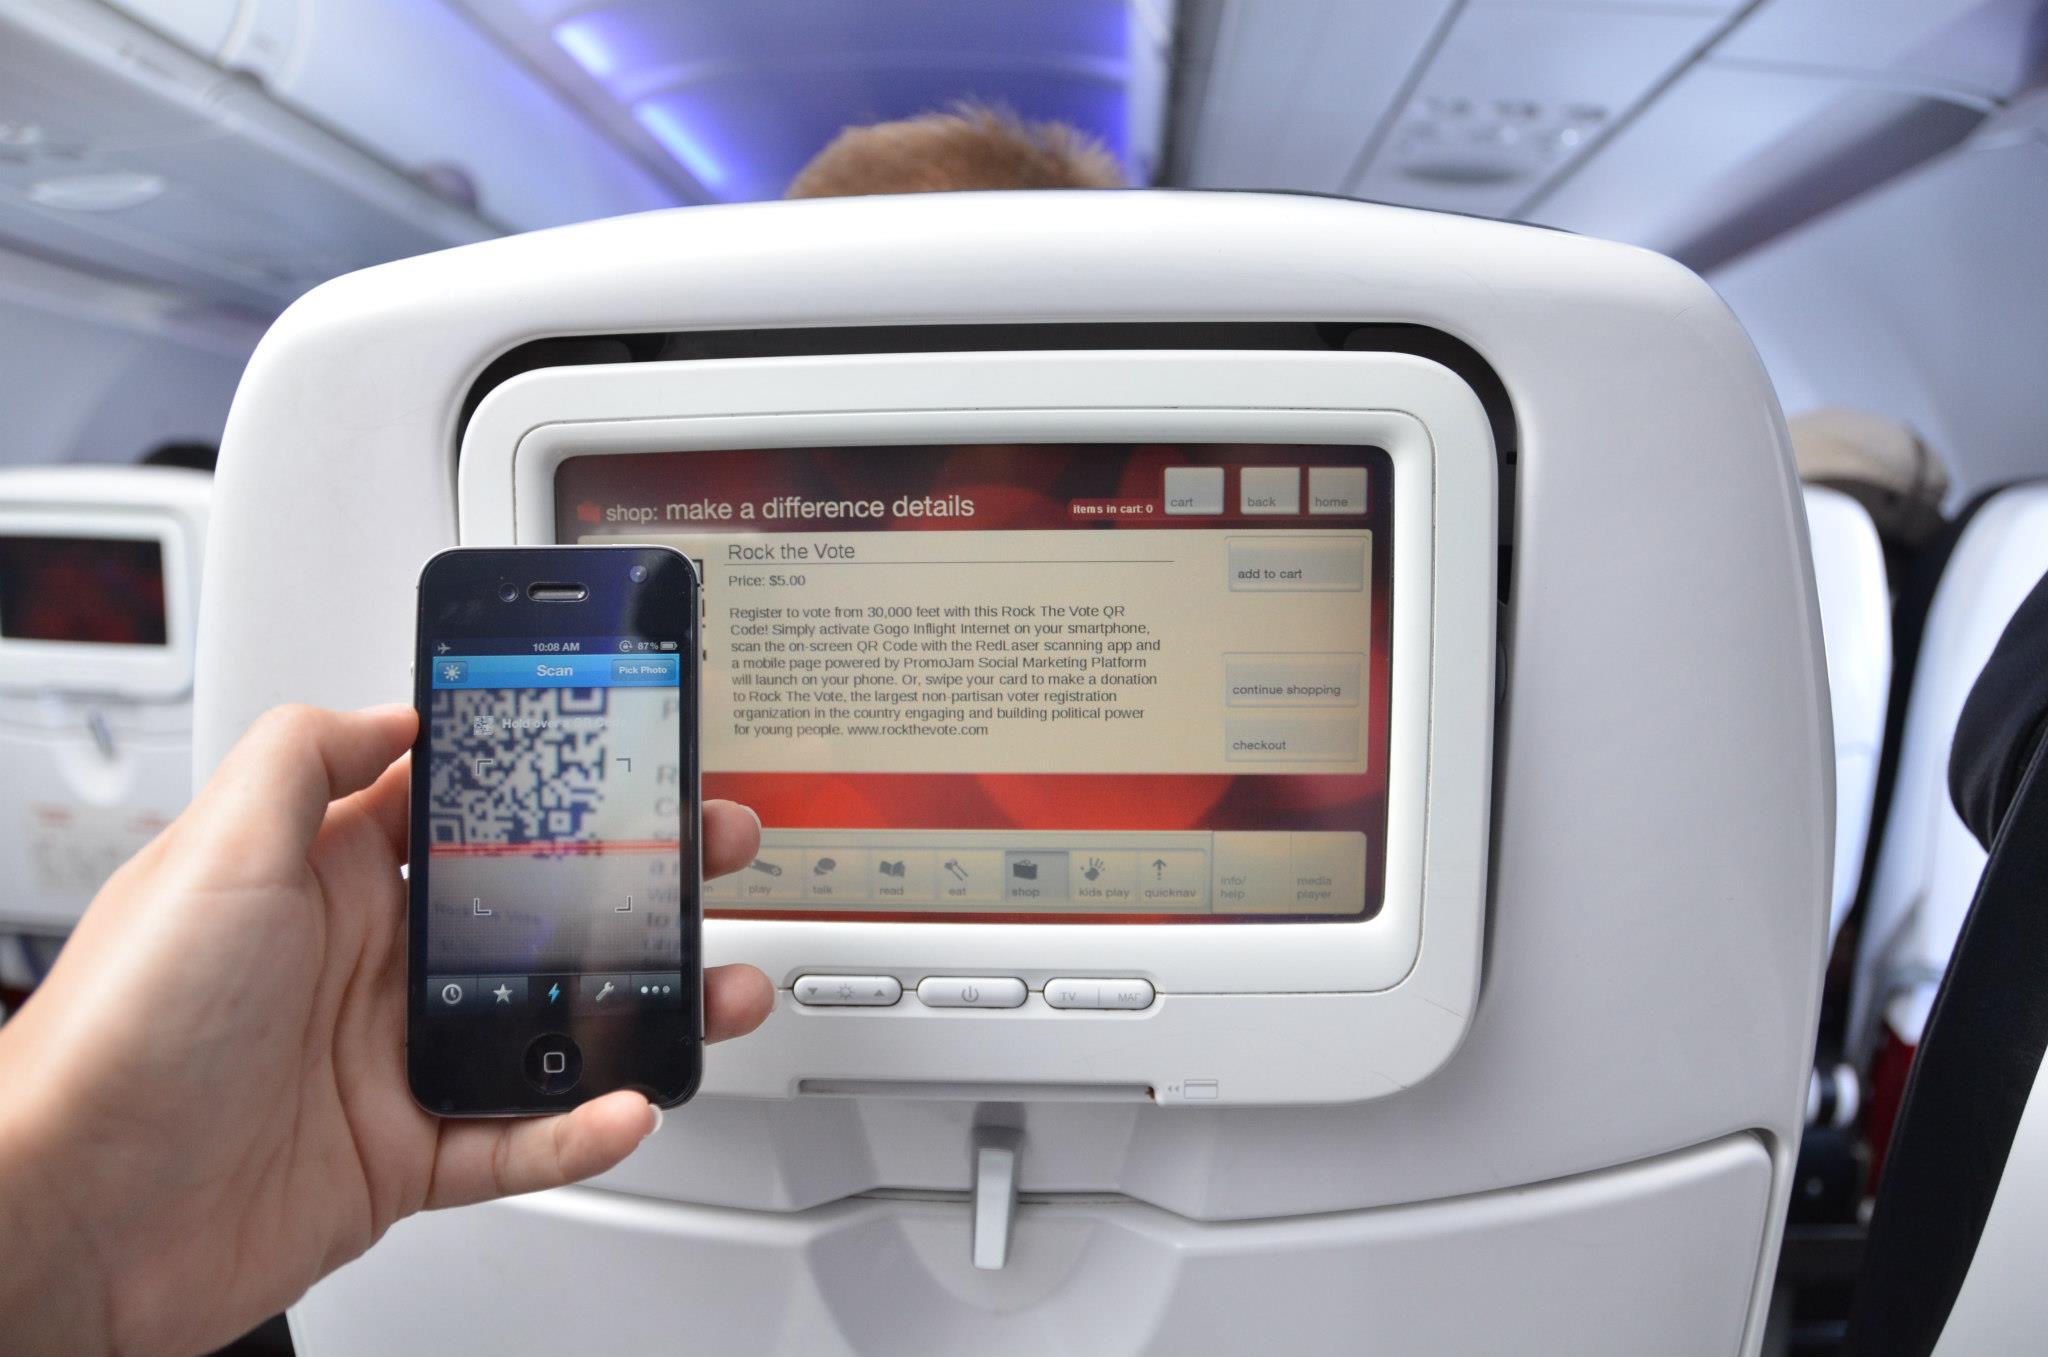 shop: make a difference details
items in cart: 0
cart
back
home
Rock the Vote
Price: $5.00
add to cart
Register to vote from 30,000 feet with this Rock The Vote QR
Code! Simply activate Gogo Inflight Internet on your smartphone,
scan the on-screen QR Code with the RedLaser scanning app and
a mobile page powered by PromoJam Social Marketing Platform
will launch on your phone. Or, swipe your card to make a donation
to Rock The Vote, the largest non-partisan voter registration
organization in the country engaging and building political power
for young people. www.rockthevote.com
continue shopping
checkout
play
talk
read
eat
shop
kids play
quicknav
info/
help
media
player
TV
MAP
10:08 AM
87%
Scan
Pick Photo
Hold over a QR Code